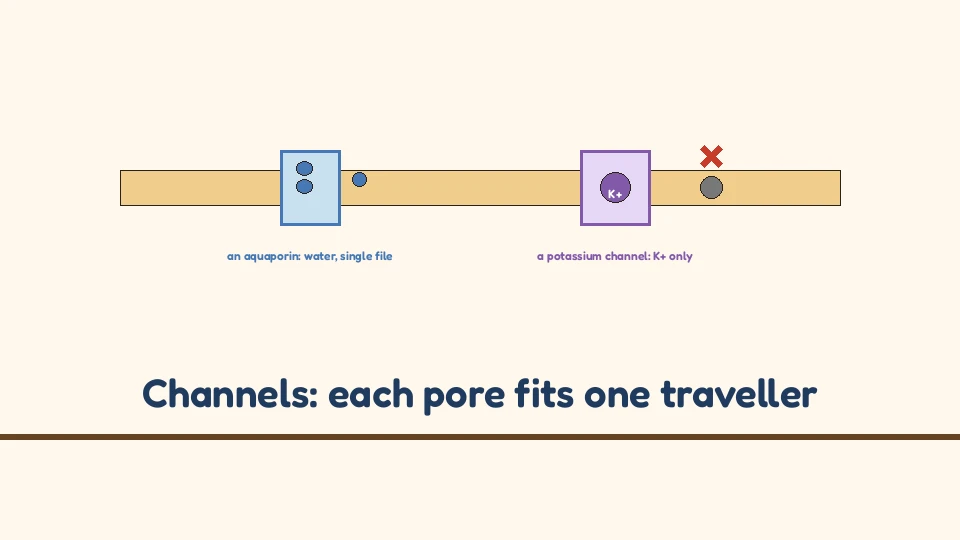 K+
an aquaporin: water, single file
a potassium channel: K+ only
Channels: each pore fits one traveller